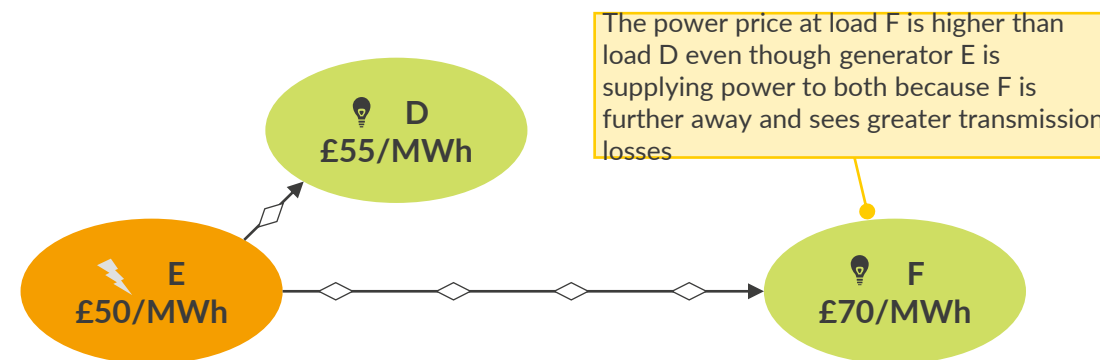 The power price at load F is higher than
load D even though generator E is
supplying power to both because F is
further away and sees greater transmission
losses
D
£55/MWh
E
£50/MWh
F
£70/MWh